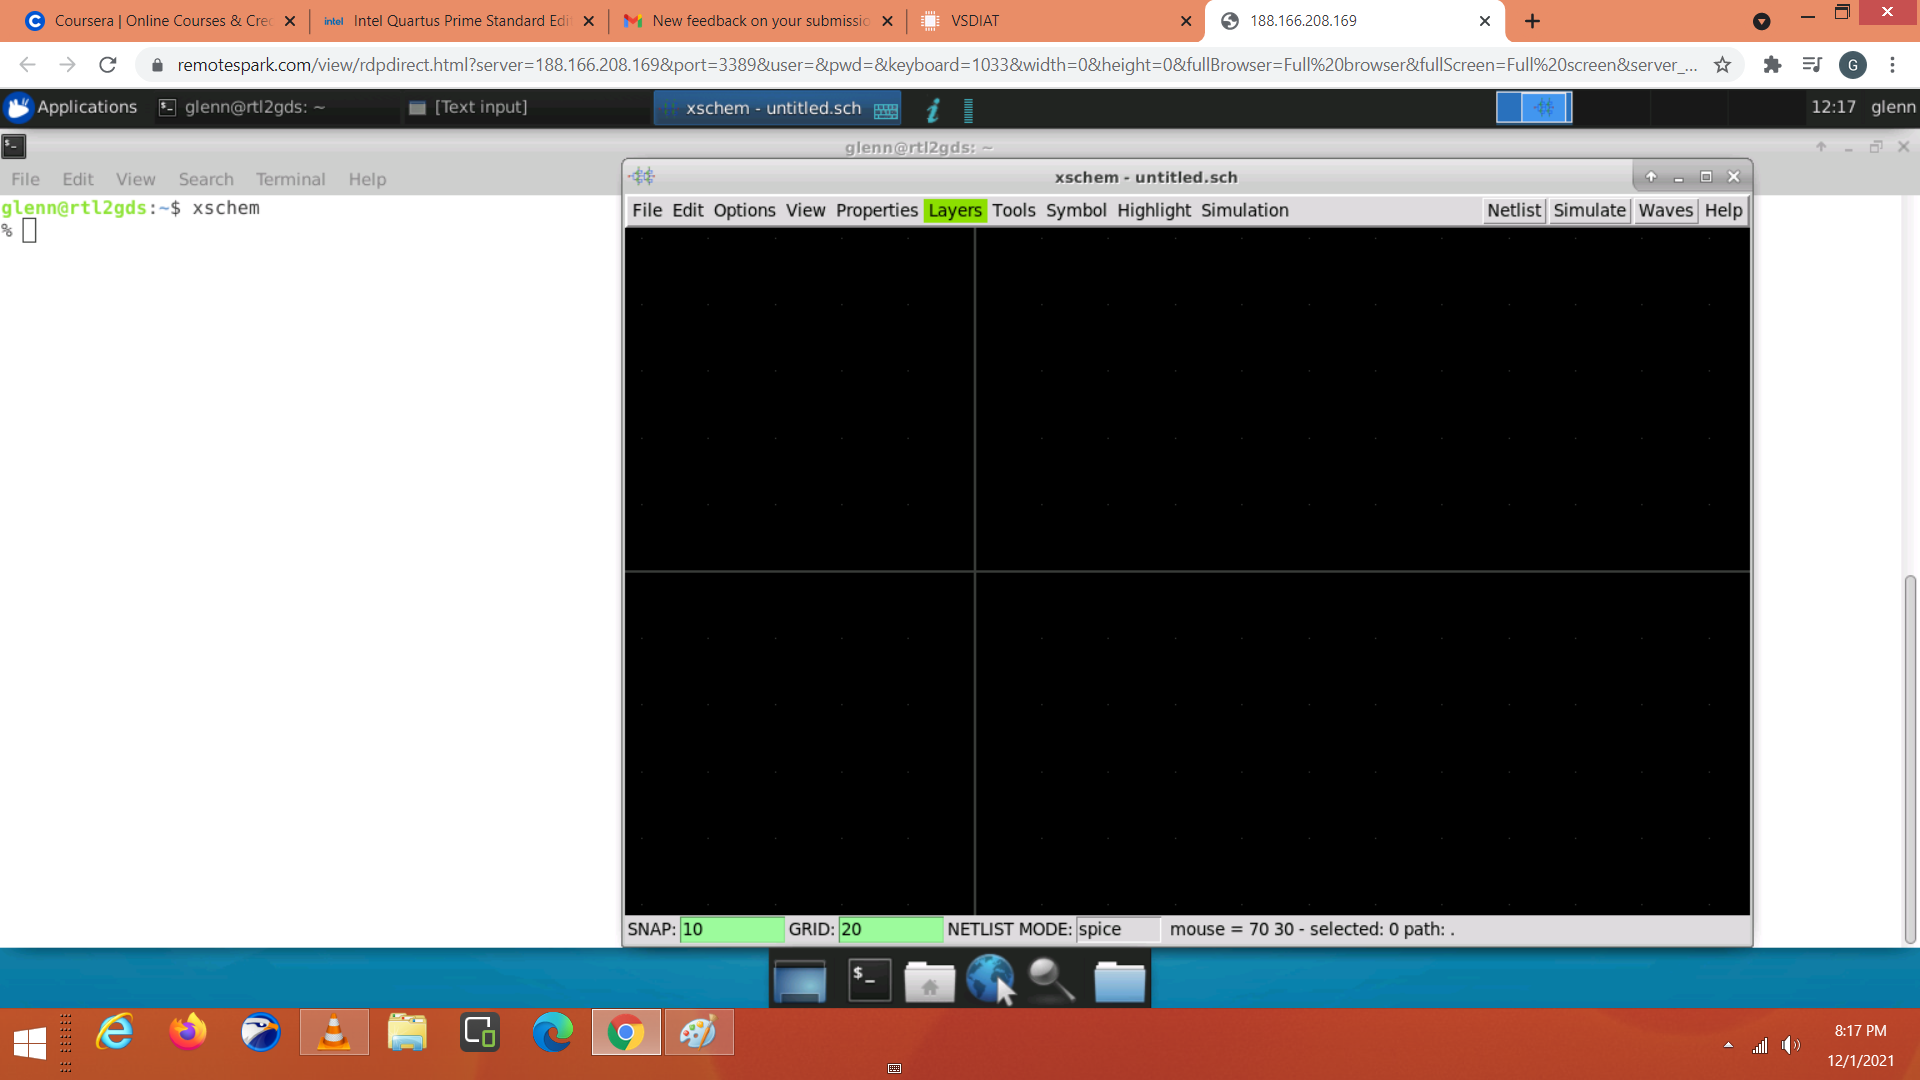 Coursera | Online Courses & Cre
intel Intel Quartus Prime Standard Edi
New feedback on your submissio
VSDIAT
188.166.208.169
remotespark.com/view/rdpdirect.html?server=188.166.208.169&port=3389&user=&pwd=&keyboard=1033&width=0&height=0&fullBrowser=Full%20browser&fullScreen=Full%20screen&server_...
G
Applications
glenn@rtl2gds: ~
[Text input]
xschem - untitled.sch
12:17 glenn
glenn@rtl2gds: ~
File Edit View Search Terminal Help
glenn@rtl2gds:~$ xschem
%
xschem - untitled.sch
File Edit Options View Properties Layers Tools Symbol Highlight Simulation Netlist Simulate Waves Help
SNAP: 10 GRID: 20 NETLIST MODE: spice mouse = 70 30 - selected: 0 path: .
8:17 PM
12/1/2021